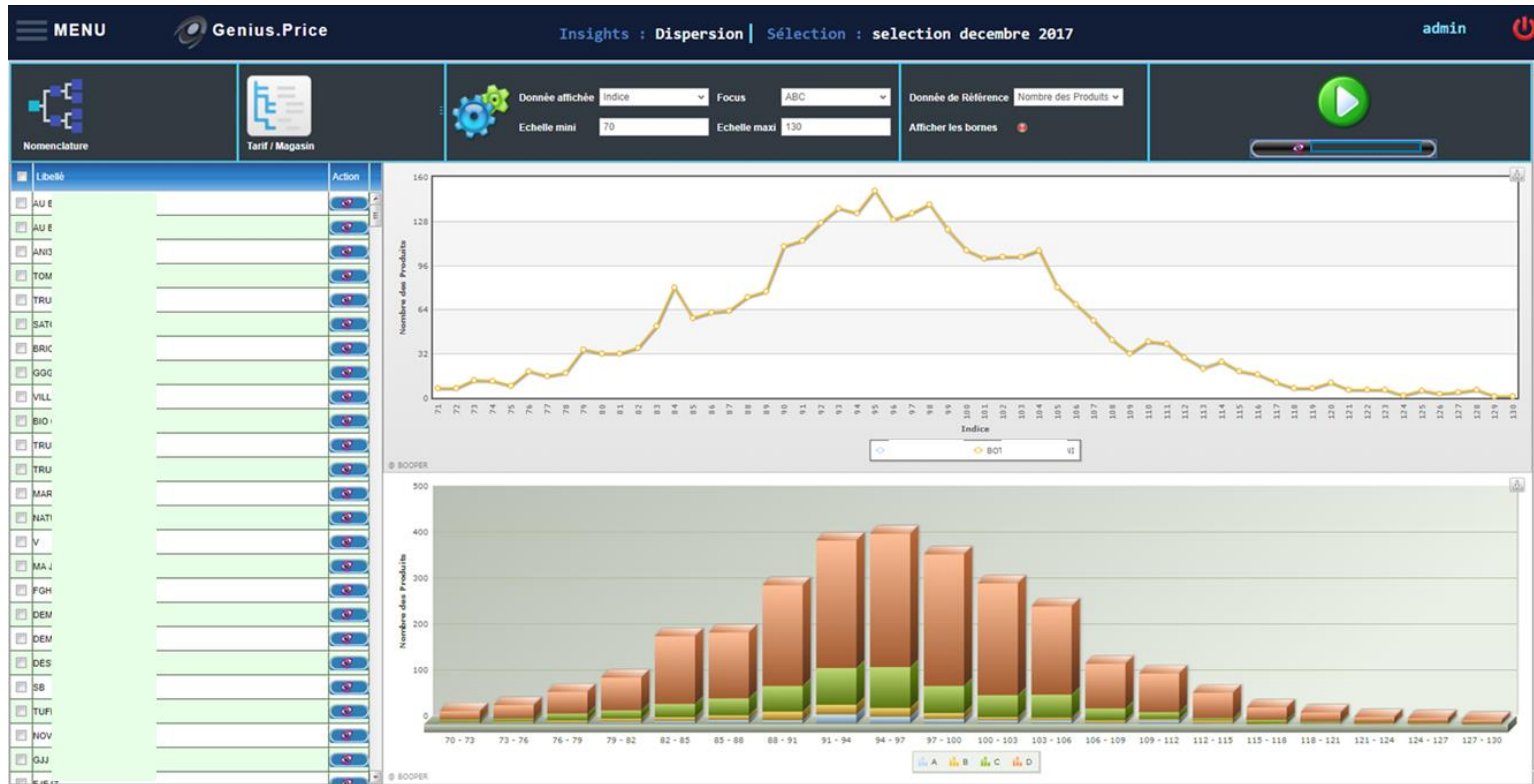 MENU
Genius.Price
Insights : Dispersion | Sélection : selection decembre 2017
admin
Nomenclature
Tarif / Magasin
Donnée affichée Indice Focus ABC
Echelle mini 70 Echelle maxi 130
Donnée de Référence Nombre des Produits
Afficher les bornes
Libellé Action
AU E
AU E
ANI3
TOM
TRU
SAT
BRIC
GGG
VILL
BIO
TRU
TRU
MAR
NAT
V
MA J
FGH
DEM
DEM
DES
SB
TUF
NOV
GJJ
160
128
96
64
32
0
Nombre des Produits
71 72 73 74 75 76 77 78 79 80 81 82 83 84 85 86 87 88 89 90 91 92 93 94 95 96 97 98 99 100 101 102 103 104 105 106 107 108 109 110 111 112 113 114 115 116 117 118 119 120 121 122 123 124 125 126 127 128 129 130
Indice
BOT
© BOOPER
500
400
300
200
100
0
Nombre des Produits
70 - 73 73 - 76 76 - 79 79 - 82 82 - 85 85 - 88 88 - 91 91 - 94 94 - 97 97 - 100 100 - 103 103 - 106 106 - 109 109 - 112 112 - 115 115 - 118 118 - 121 121 - 124 124 - 127 127 - 130
A B C D
© BOOPER